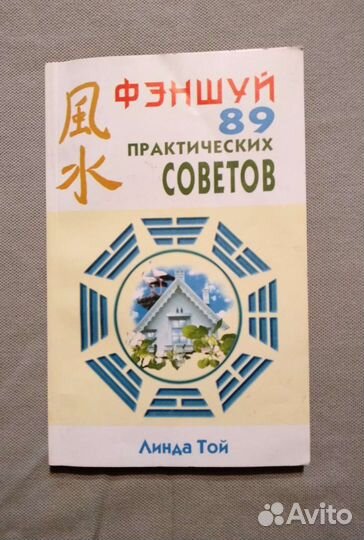 風水
ФЭНШУЙ
89
ПРАКТИЧЕСКИХ
СОВЕТОВ
Линда Той
Avito